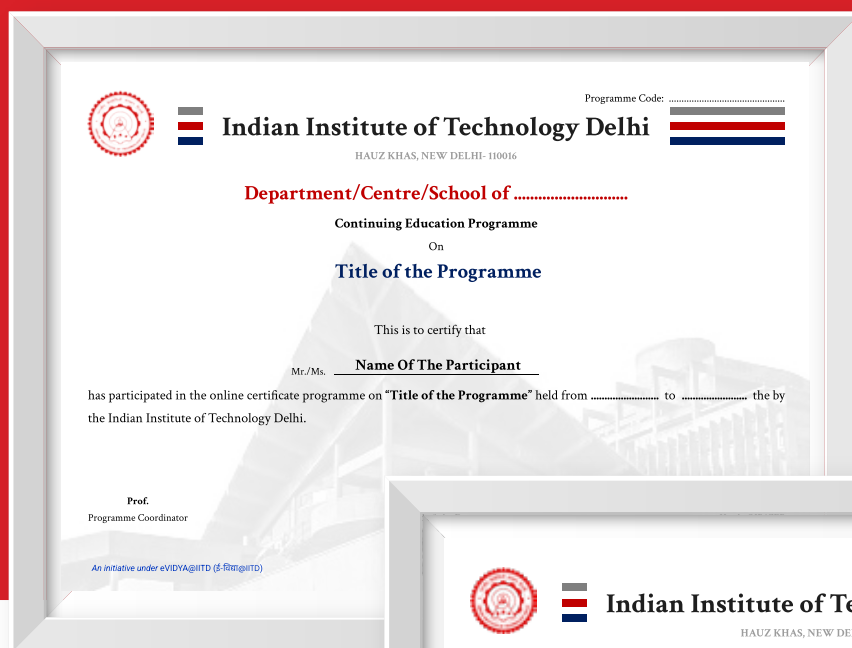 Programme Code: ............................................
Indian Institute of Technology Delhi
HAUZ KHAS, NEW DELHI- 110016
Department/Centre/School of ............................
Continuing Education Programme
On
Title of the Programme
This is to certify that
Mr./Ms. Name Of The Participant
has participated in the online certificate programme on “Title of the Programme” held from ......................... to ........................ the by
the Indian Institute of Technology Delhi.
Prof.
Programme Coordinator
An initiative under eVIDYA@IITD (ई-विद्या@IITD)
Indian Institute of Te
HAUZ KHAS, NEW DE